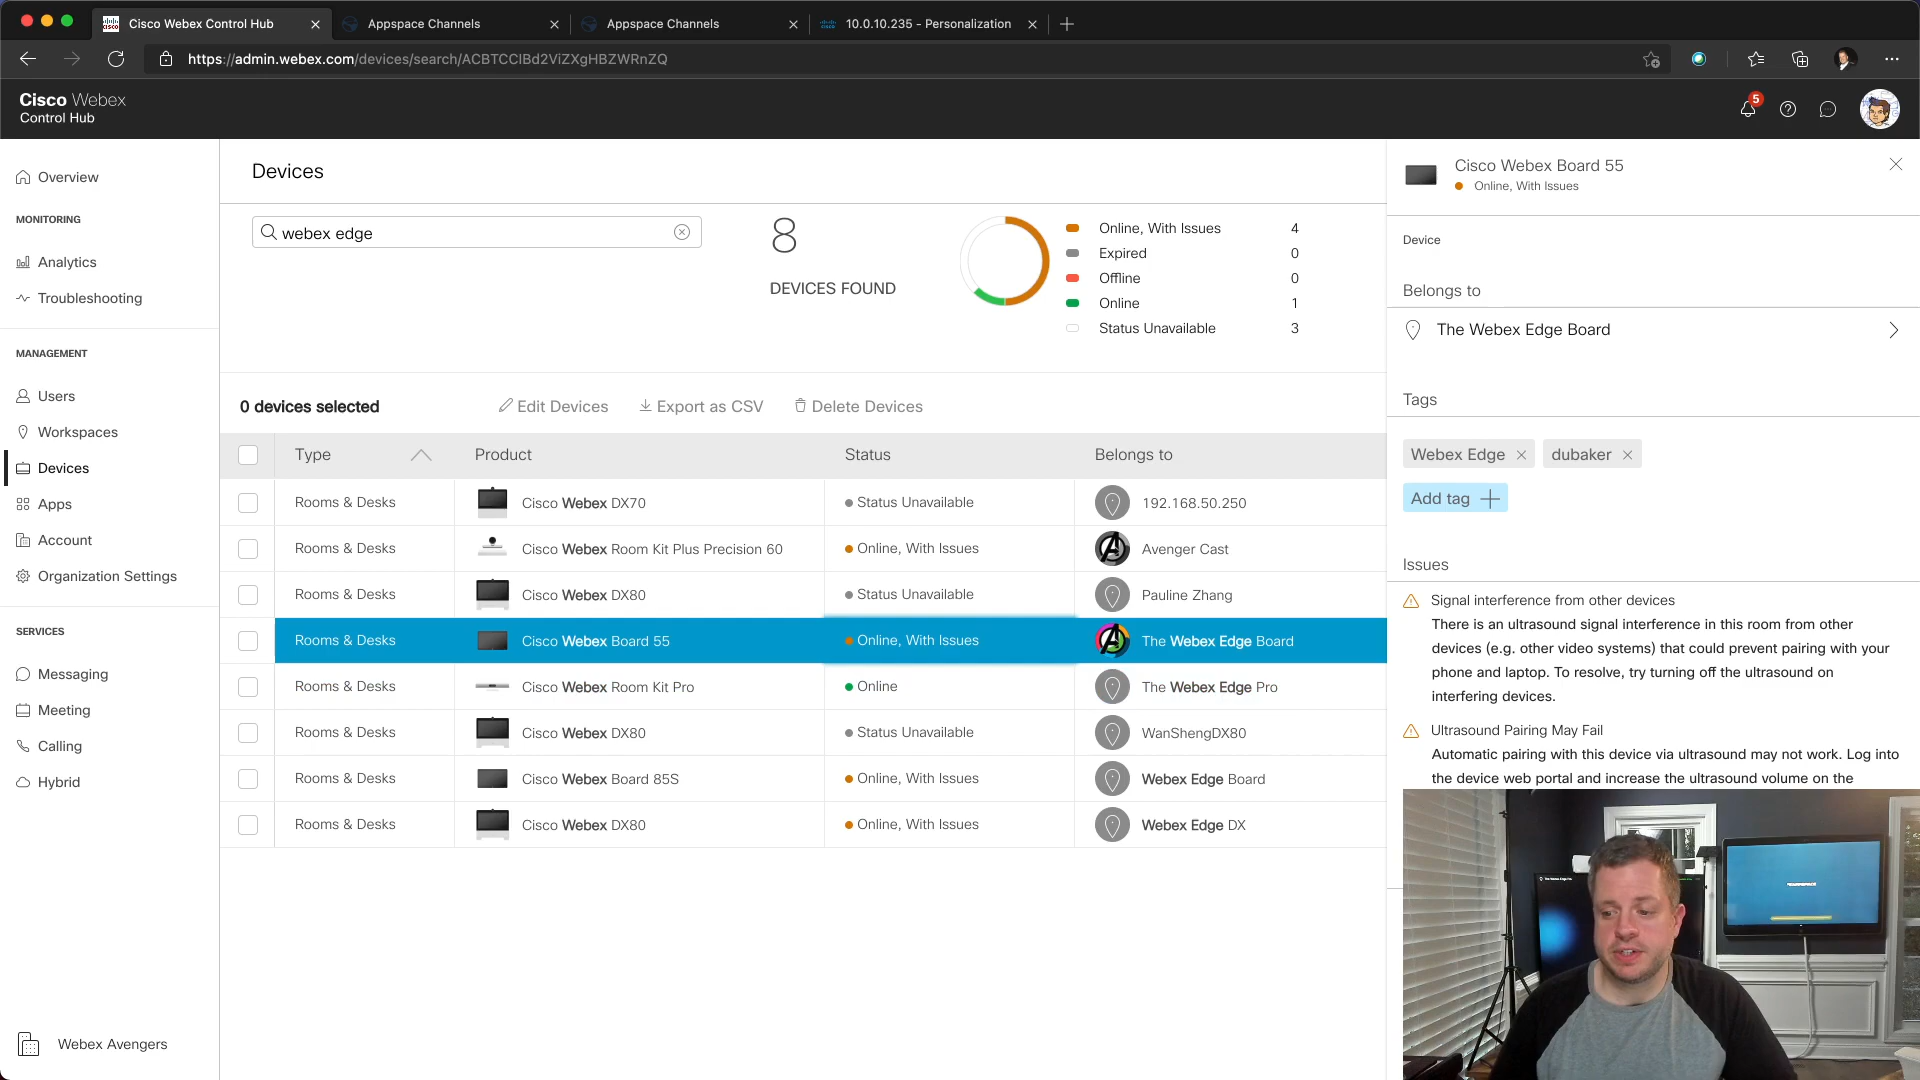 Cisco Webex Control Hub
Appspace Channels
Appspace Channels
10.0.10.235 - Personalization
https://admin.webex.com/devices/search/ACBTCCIBd2ViZXgHBZWRnZQ
Cisco Webex
Control Hub
5
Overview
MONITORING
Analytics
Troubleshooting
MANAGEMENT
Users
Workspaces
Devices
Apps
Account
Organization Settings
SERVICES
Messaging
Meeting
Calling
Hybrid
Webex Avengers
Devices
webex edge
8
DEVICES FOUND
Online, With Issues 4
Expired 0
Offline 0
Online 1
Status Unavailable 3
0 devices selected
Edit Devices
Export as CSV
Delete Devices
Type Product Status Belongs to
Rooms & Desks Cisco Webex DX70 Status Unavailable 192.168.50.250
Rooms & Desks Cisco Webex Room Kit Plus Precision 60 Online, With Issues Avenger Cast
Rooms & Desks Cisco Webex DX80 Status Unavailable Pauline Zhang
Rooms & Desks Cisco Webex Board 55 Online, With Issues The Webex Edge Board
Rooms & Desks Cisco Webex Room Kit Pro Online The Webex Edge Pro
Rooms & Desks Cisco Webex DX80 Status Unavailable WanShengDX80
Rooms & Desks Cisco Webex Board 85S Online, With Issues Webex Edge Board
Rooms & Desks Cisco Webex DX80 Online, With Issues Webex Edge DX
Cisco Webex Board 55
Online, With Issues
Device
Belongs to
The Webex Edge Board
Tags
Webex Edge
dubaker
Add tag
Issues
Signal interference from other devices
There is an ultrasound signal interference in this room from other
devices (e.g. other video systems) that could prevent pairing with your
phone and laptop. To resolve, try turning off the ultrasound on
interfering devices.
Ultrasound Pairing May Fail
Automatic pairing with this device via ultrasound may not work. Log into
the device web portal and increase the ultrasound volume on the